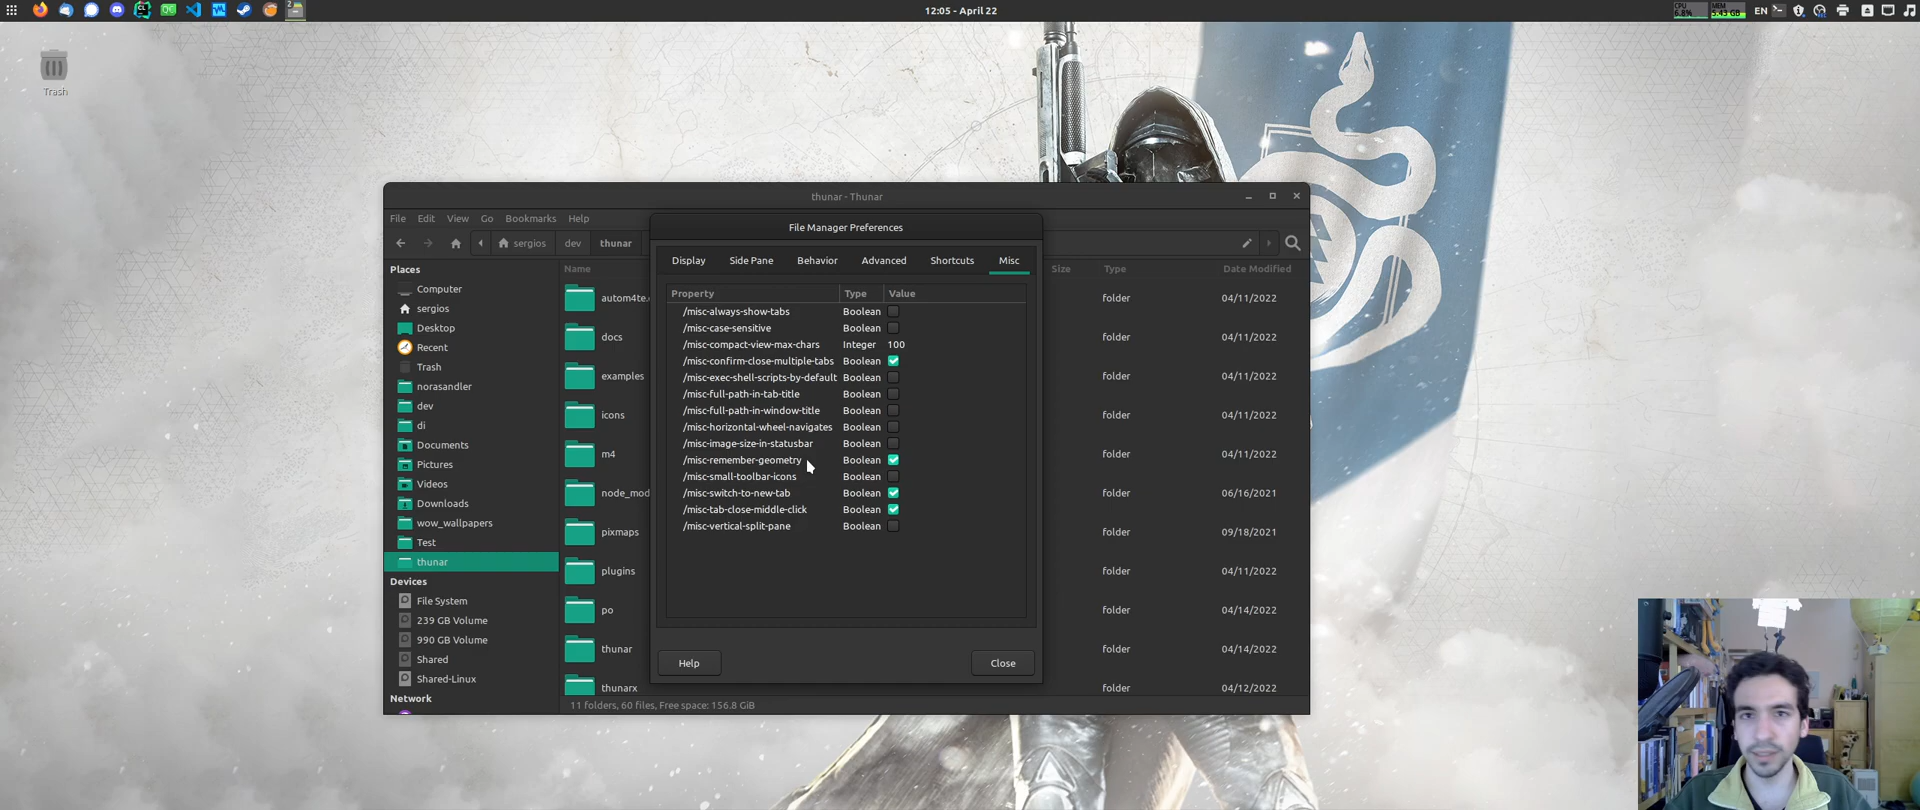 12:05 - April 22
CPU
6.8%
MEM
5.43 GB
EN
Trash
thunar - Thunar
File Edit View Go Bookmarks Help
sergios dev thunar
File Manager Preferences
Display Side Pane Behavior Advanced Shortcuts Misc
Property Type Value
/misc-always-show-tabs Boolean
/misc-case-sensitive Boolean
/misc-compact-view-max-chars Integer 100
/misc-confirm-close-multiple-tabs Boolean
/misc-exec-shell-scripts-by-default Boolean
/misc-full-path-in-tab-title Boolean
/misc-full-path-in-window-title Boolean
/misc-horizontal-wheel-navigates Boolean
/misc-image-size-in-statusbar Boolean
/misc-remember-geometry Boolean
/misc-small-toolbar-icons Boolean
/misc-switch-to-new-tab Boolean
/misc-tab-close-middle-click Boolean
/misc-vertical-split-pane Boolean
Help Close
Places
Computer
sergios
Desktop
Recent
Trash
norasandler
dev
di
Documents
Pictures
Videos
Downloads
wow_wallpapers
Test
thunar
Devices
File System
239 GB Volume
990 GB Volume
Shared
Shared-Linux
Network
Name Size Type Date Modified
autom4te. folder 04/11/2022
docs folder 04/11/2022
examples folder 04/11/2022
icons folder 04/11/2022
m4 folder 04/11/2022
node_mod folder 06/16/2021
pixmaps folder 09/18/2021
plugins folder 04/11/2022
po folder 04/14/2022
thunar folder 04/14/2022
thunarx folder 04/12/2022
11 folders, 60 files, Free space: 156.8 GiB